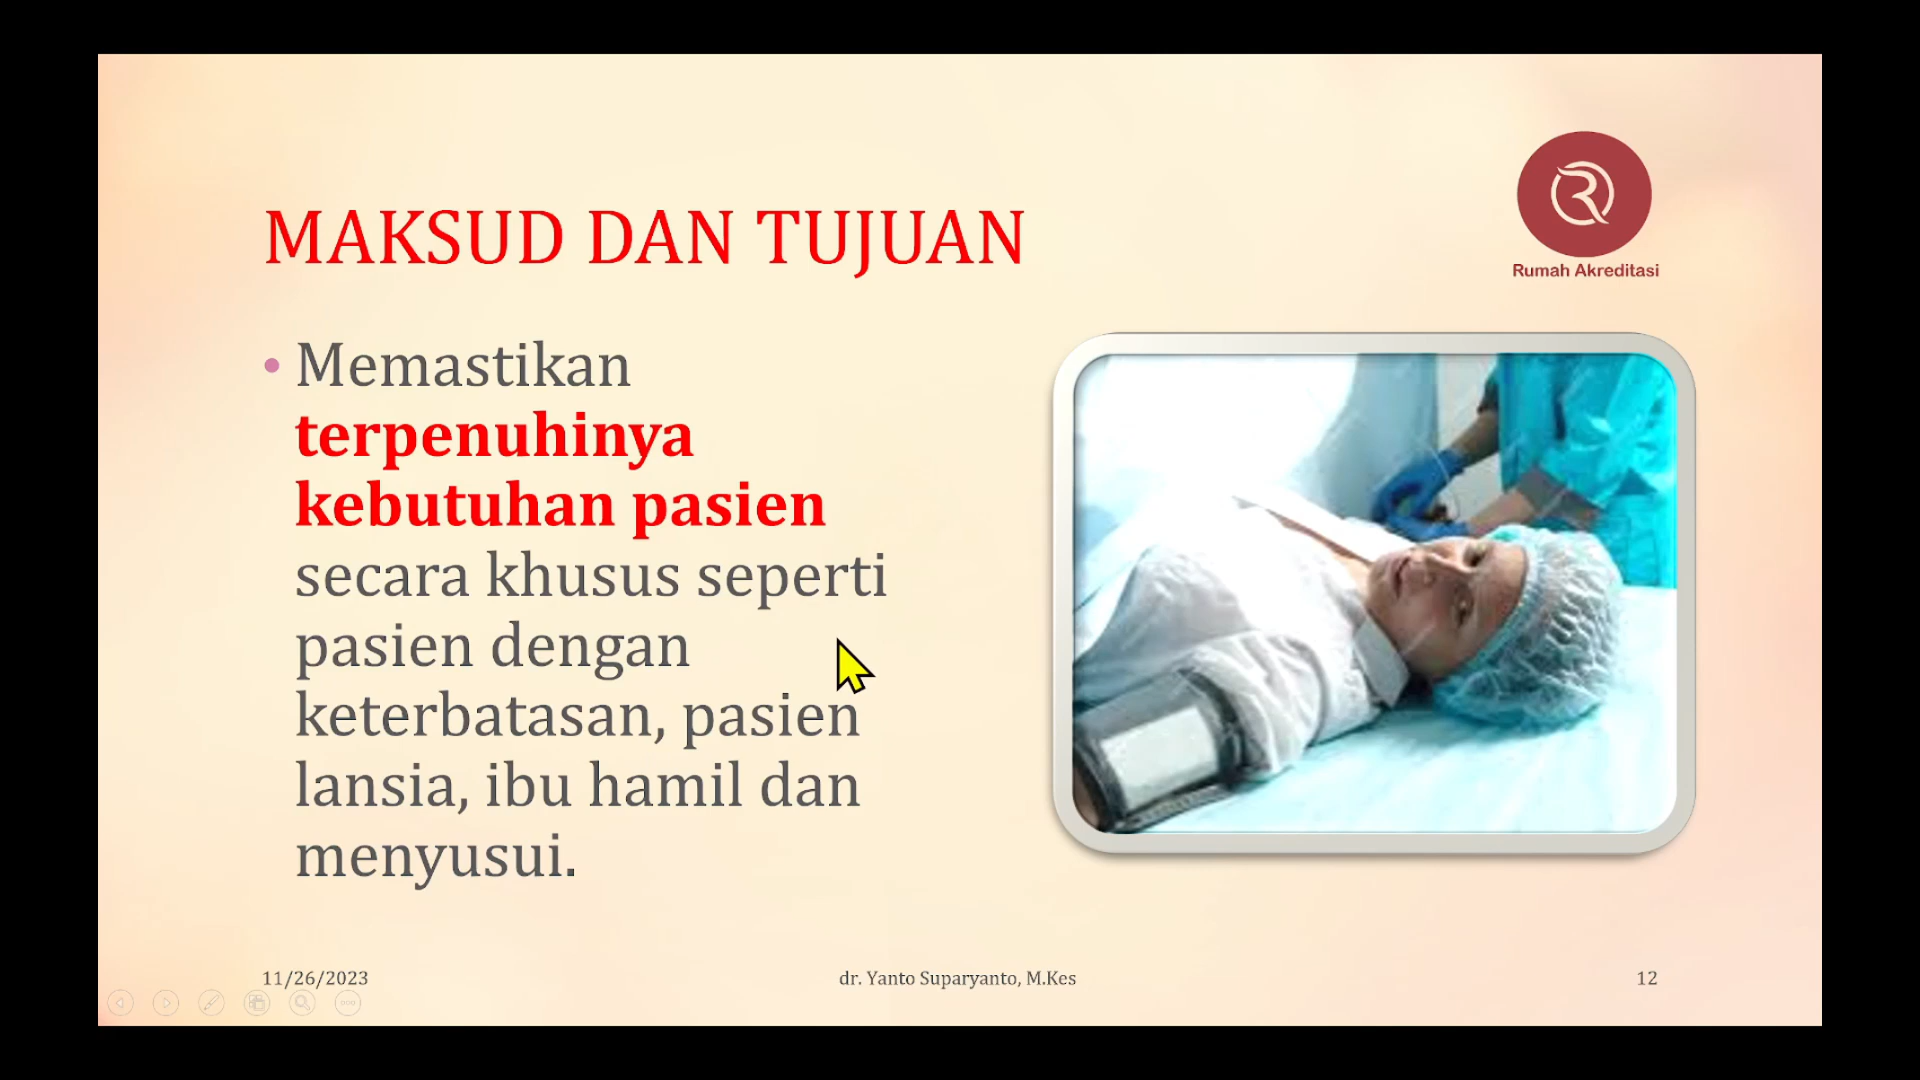 MAKSUD DAN TUJUAN
Rumah Akreditasi
• Memastikan
terpenuhinya
kebutuhan pasien
secara khusus seperti
pasien dengan
keterbatasan, pasien
lansia, ibu hamil dan
menyusui.
11/26/2023
dr. Yanto Suparyanto, M.Kes
12